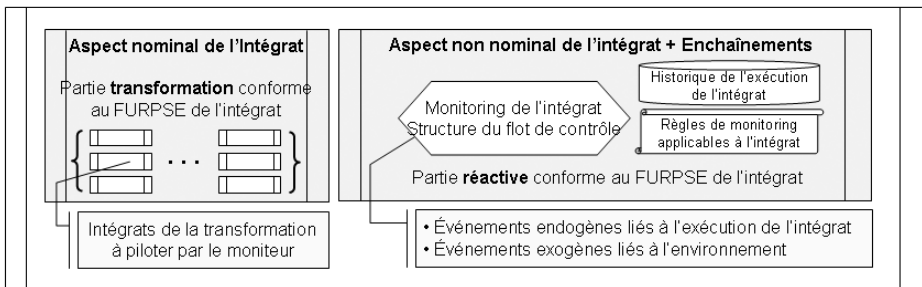 Aspect nominal de l'Intégrat
Partie transformation conforme
au FURPSE de l'intégrat
{ ... }
Intégrats de la transformation
à piloter par le moniteur
Aspect non nominal de l'intégrat + Enchaînements
Monitoring de l'intégrat
Structure du flot de contrôle
Historique de l'exécution
de l'intégrat
Règles de monitoring
applicables à l'intégrat
Partie réactive conforme au FURPSE de l'intégrat
• Événements endogènes liés à l'exécution de l'intégrat
• Événements exogènes liés à l'environnement